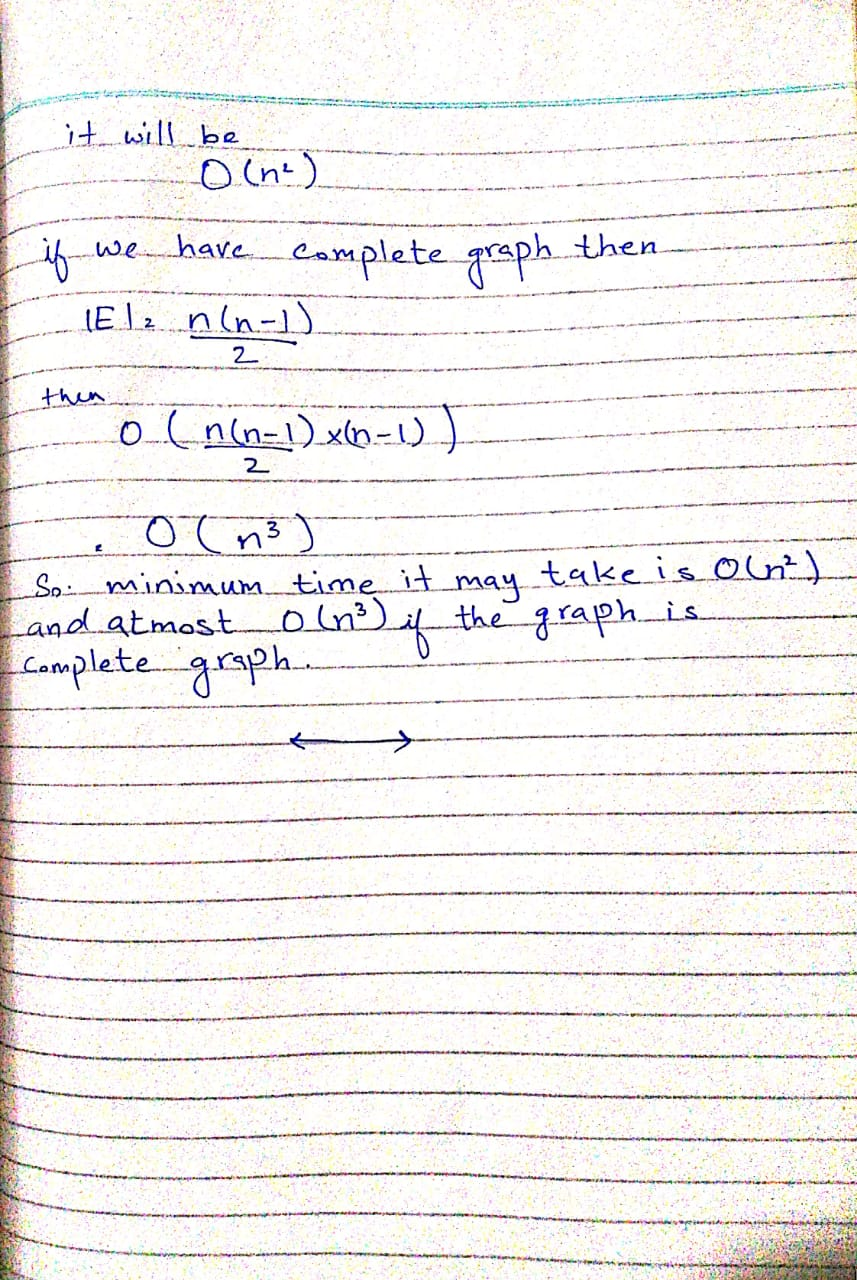 it will be
O(n²)
if we have complete graph then
|E| = n(n-1)
2
then
O ( n(n-1) x(n-1) )
2
O(n³)
So: minimum time it may take is O(n²)
and atmost O(n³) if the graph is
Complete graph.